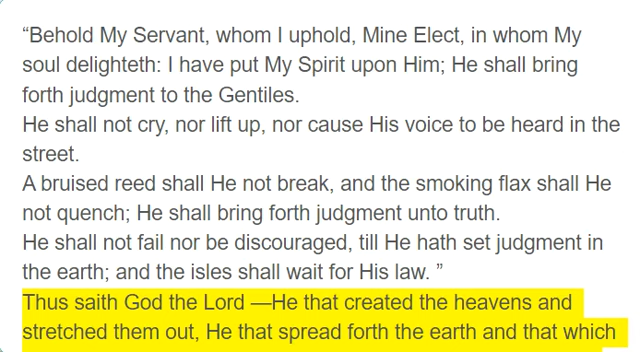 “Behold My Servant, whom I uphold, Mine Elect, in whom My
soul delighteth: I have put My Spirit upon Him; He shall bring
forth judgment to the Gentiles.
He shall not cry, nor lift up, nor cause His voice to be heard in the
street.
A bruised reed shall He not break, and the smoking flax shall He
not quench; He shall bring forth judgment unto truth.
He shall not fail nor be discouraged, till He hath set judgment in
the earth; and the isles shall wait for His law. ”
Thus saith God the Lord —He that created the heavens and
stretched them out, He that spread forth the earth and that which